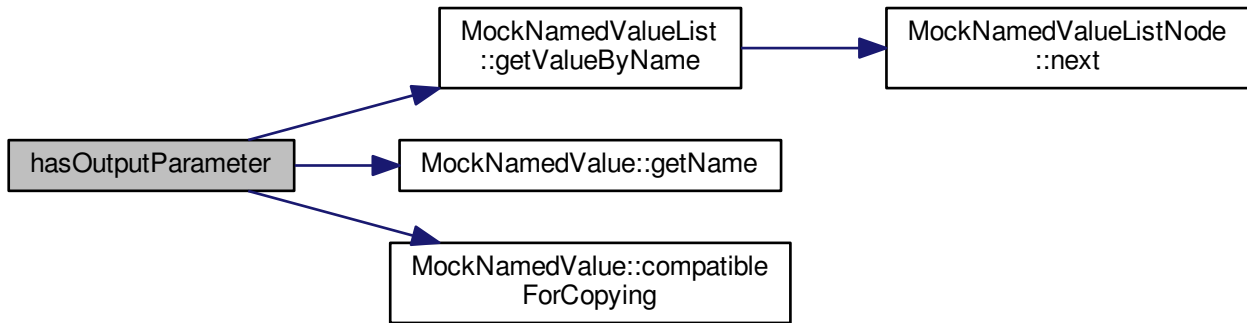 MockNamedValueList
::getValueByName
MockNamedValueListNode
::next
hasOutputParameter
MockNamedValue::getName
MockNamedValue::compatible
ForCopying